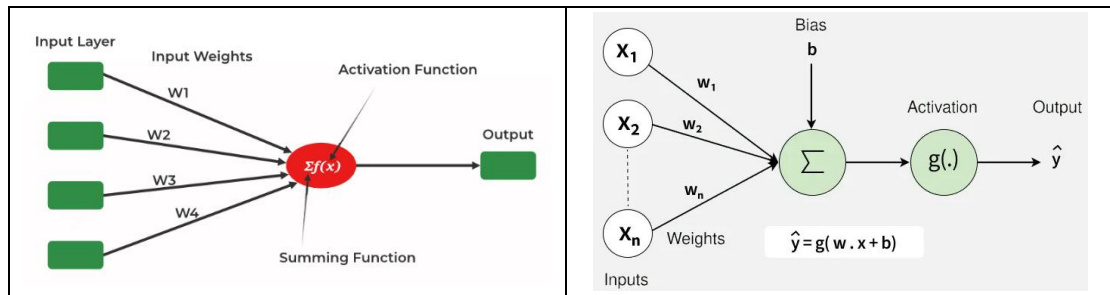 Input Layer
Input Weights
Activation Function
W1
W2
W3
W4
Σf(x)
Output
Summing Function
Bias
b
X₁
w₁
X₂
w₂
Activation
Output
Σ
g(.)
ŷ
wₙ
Xₙ
Weights
ŷ = g( w . x + b)
Inputs